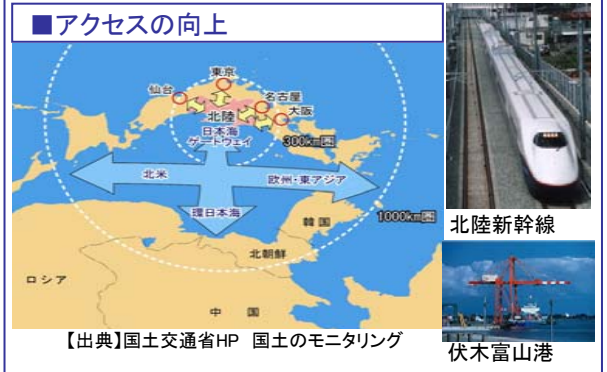 ■アクセスの向上
東京
仙台
名古屋
北陸
大阪
日本海
ゲートウェイ
300km圏
北米
欧州・東アジア
1000km圏
環日本海
韓国
北朝鮮
ロシア
中国
北陸新幹線
【出典】国土交通省HP 国土のモニタリング
伏木富山港